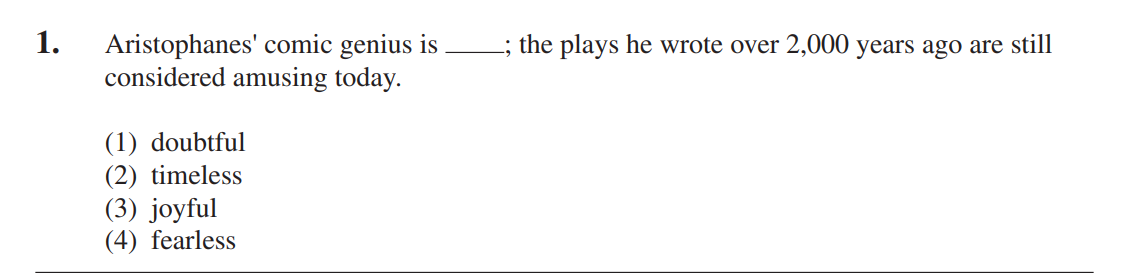 1. Aristophanes' comic genius is ____; the plays he wrote over 2,000 years ago are still
considered amusing today.
(1) doubtful
(2) timeless
(3) joyful
(4) fearless